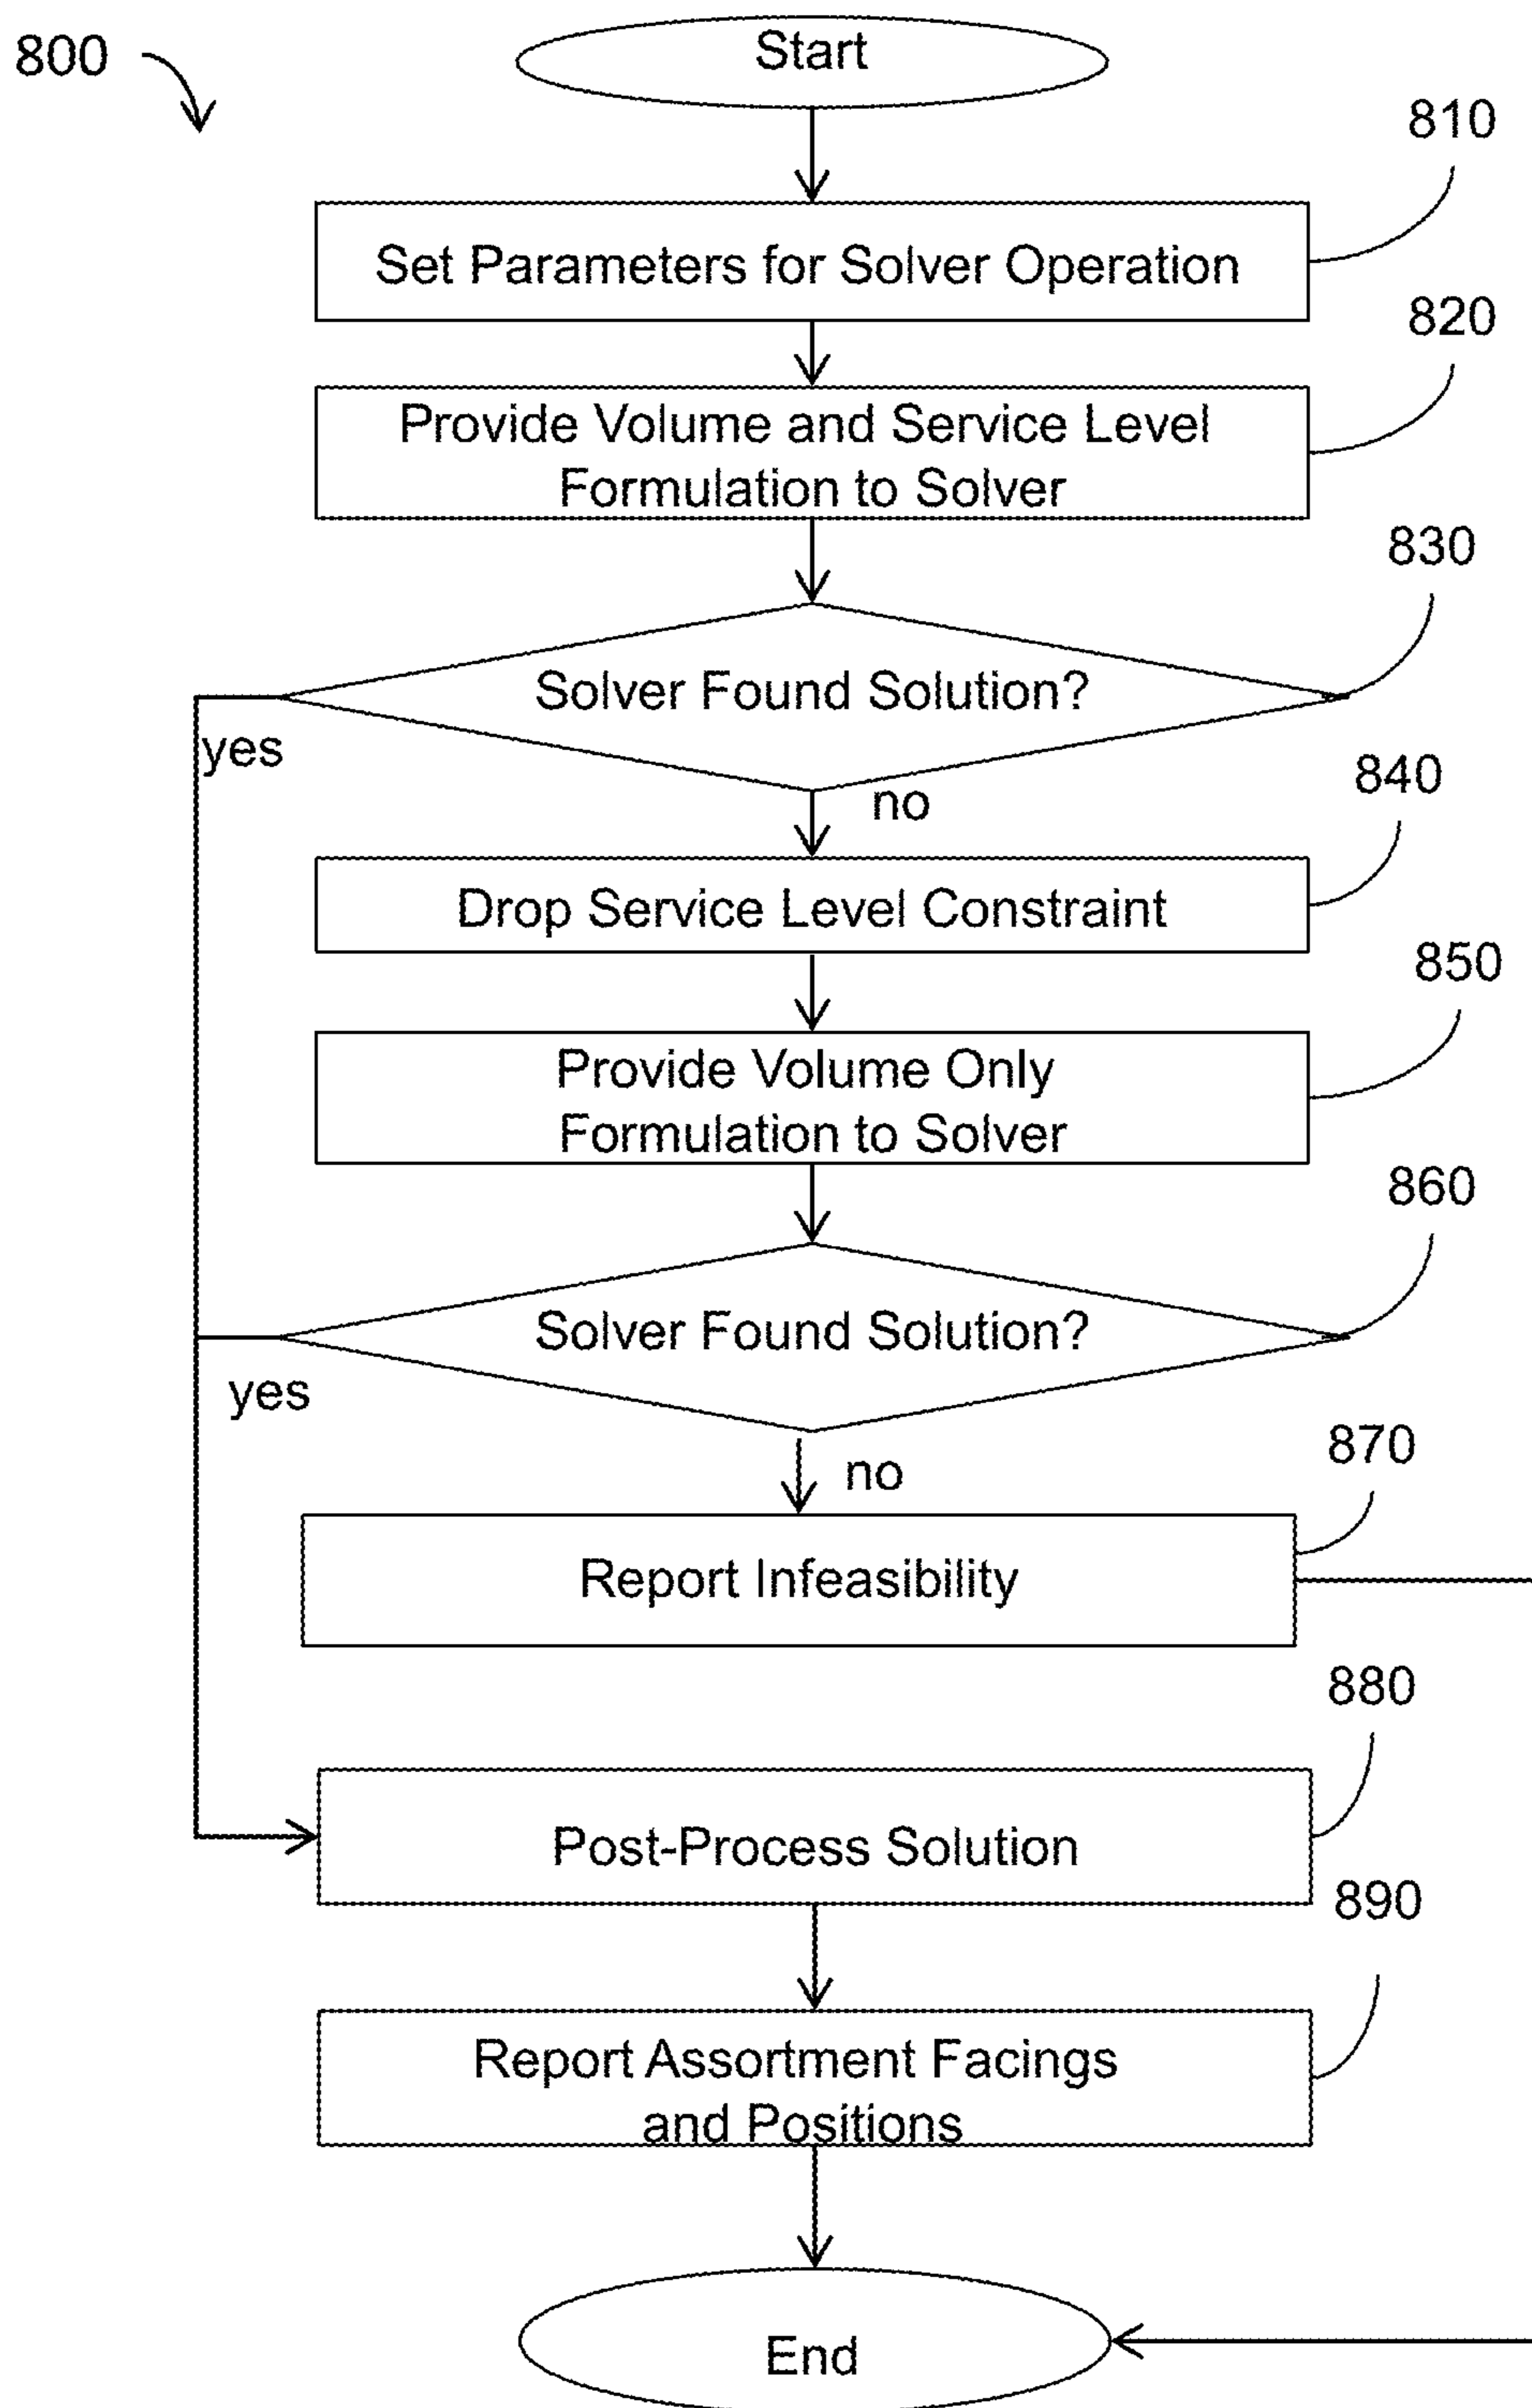 800
Start
810
Set Parameters for Solver Operation
820
Provide Volume and Service Level
Formulation to Solver
830
Solver Found Solution?
yes
no
840
Drop Service Level Constraint
850
Provide Volume Only
Formulation to Solver
860
Solver Found Solution?
yes
no
870
Report Infeasibility
880
Post-Process Solution
890
Report Assortment Facings
and Positions
End